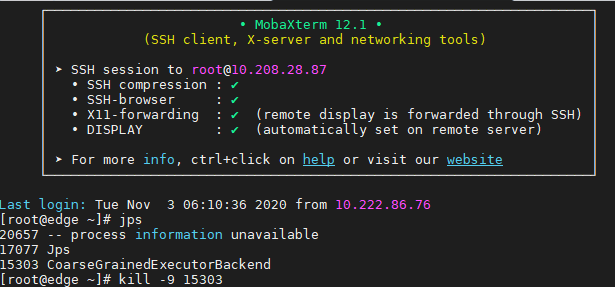 • MobaXterm 12.1 •
(SSH client, X-server and networking tools)
➤ SSH session to root@10.208.28.87
• SSH compression : ✔
• SSH-browser : ✔
• X11-forwarding : ✔ (remote display is forwarded through SSH)
• DISPLAY : ✔ (automatically set on remote server)
➤ For more info, ctrl+click on help or visit our website
Last login: Tue Nov 3 06:10:36 2020 from 10.222.86.76
[root@edge ~]# jps
20657 -- process information unavailable
17077 Jps
15303 CoarseGrainedExecutorBackend
[root@edge ~]# kill -9 15303